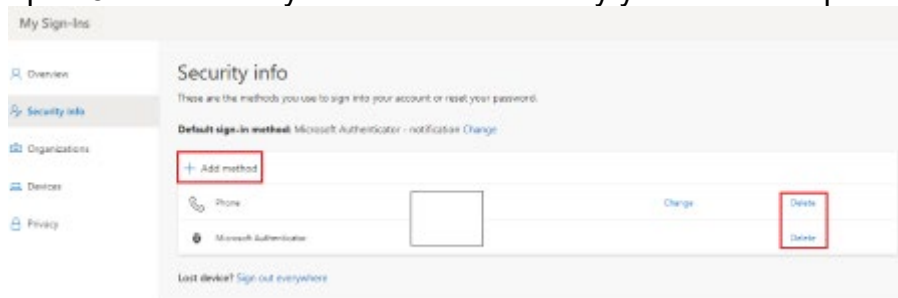 My Sign-Ins
Overview
Security info
Organizations
Devices
Privacy
Security info
These are the methods you use to sign into your account or reset your password.
Default sign-in method: Microsoft Authenticator - notification Change
+ Add method
Phone Change Delete
Microsoft Authenticator Delete
Lost device? Sign out everywhere